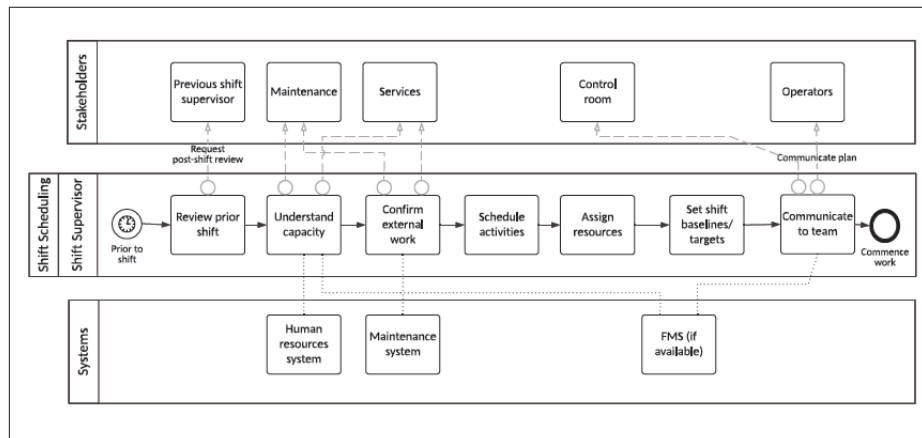 Stakeholders
Previous shift
supervisor
Maintenance
Services
Control
room
Operators
Request
post-shift review
Communicate plan
Shift Scheduling
Shift Supervisor
Prior to
shift
Review prior
shift
Understand
capacity
Confirm
external
work
Schedule
activities
Assign
resources
Set shift
baselines/
targets
Communicate
to team
Commence
work
Systems
Human
resources
system
Maintenance
system
FMS (if
available)